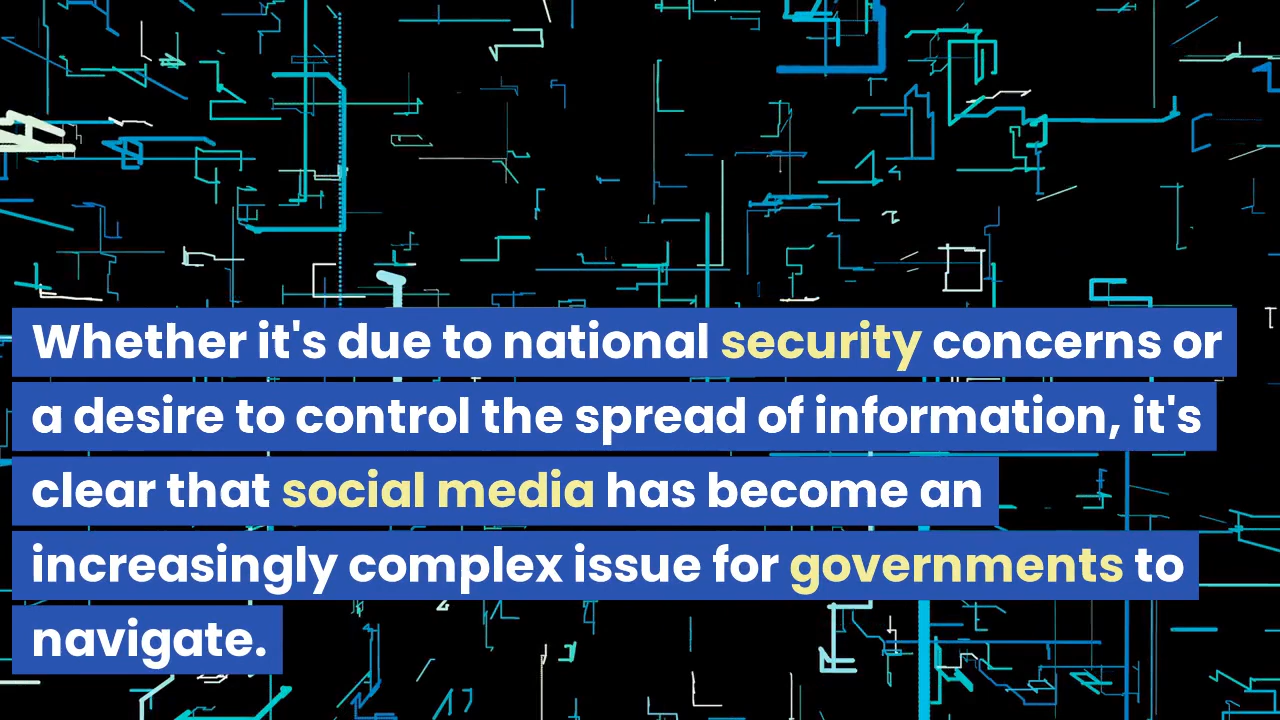 Whether it's due to national security concerns or
a desire to control the spread of information, it's
clear that social media has become an
increasingly complex issue for governments to
navigate.